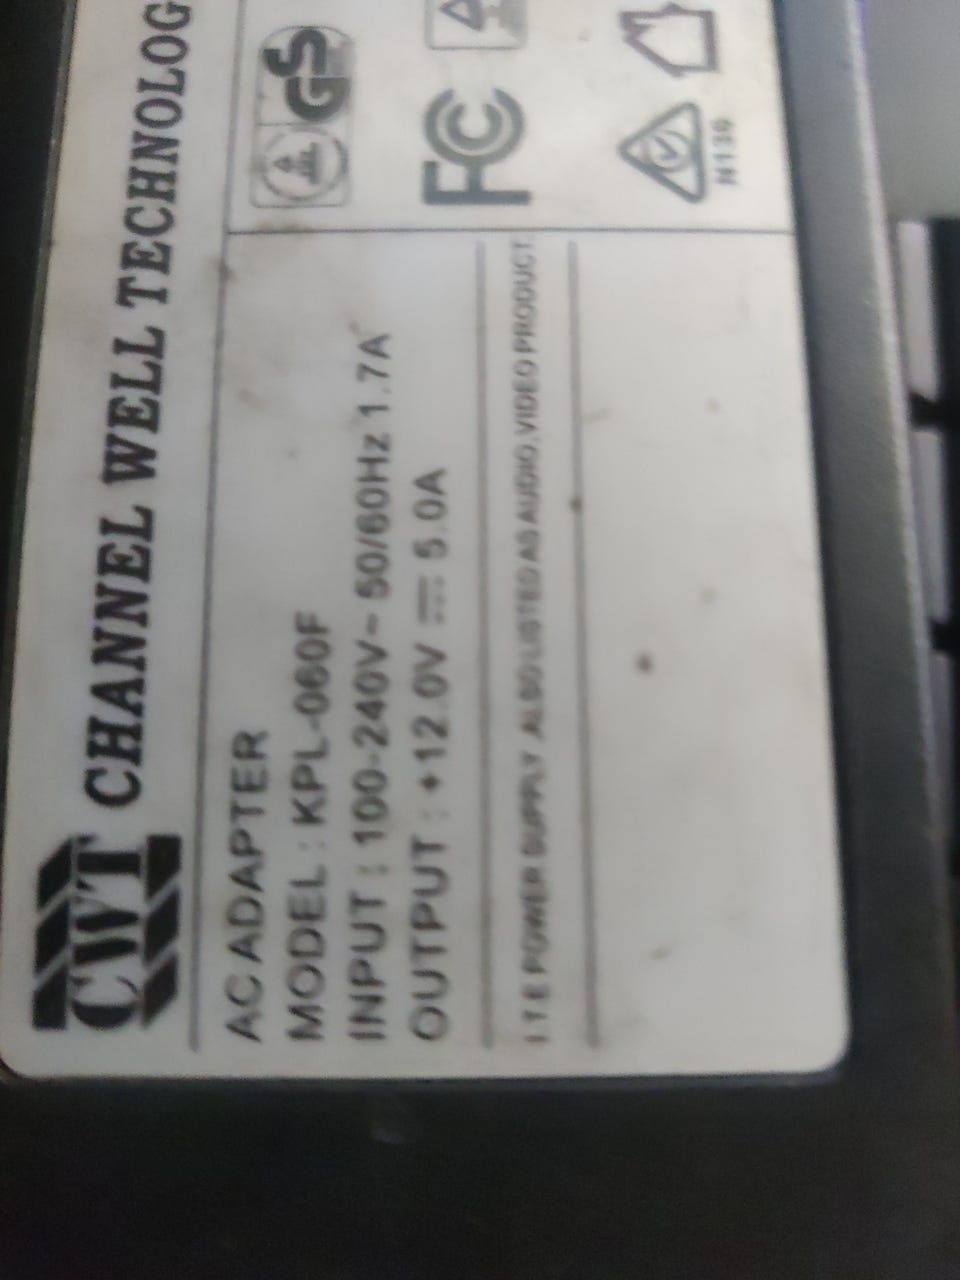 CWT CHANNEL WELL TECHNOLOG
AC ADAPTER
MODEL : KPL-060F
INPUT : 100-240V~ 50/60Hz 1.7A
OUTPUT : +12.0V ⎓ 5.0A
I.T.E POWER SUPPLY ALSO LISTED AS AUDIO,VIDEO PRODUCT
GS
FC
N136